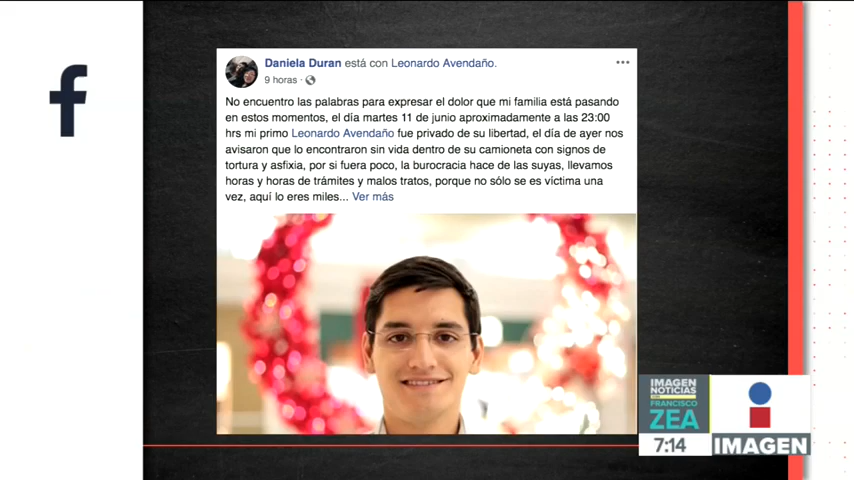 f
Daniela Duran está con Leonardo Avendaño.
9 horas ·
No encuentro las palabras para expresar el dolor que mi familia está pasando
en estos momentos, el día martes 11 de junio aproximadamente a las 23:00
hrs mi primo Leonardo Avendaño fue privado de su libertad, el día de ayer nos
avisaron que lo encontraron sin vida dentro de su camioneta con signos de
tortura y asfixia, por si fuera poco, la burocracia hace de las suyas, llevamos
horas y horas de trámites y malos tratos, porque no sólo se es víctima una
vez, aquí lo eres miles... Ver más
IMAGEN
NOTICIAS
CON
FRANCISCO
ZEA
7:14
IMAGEN